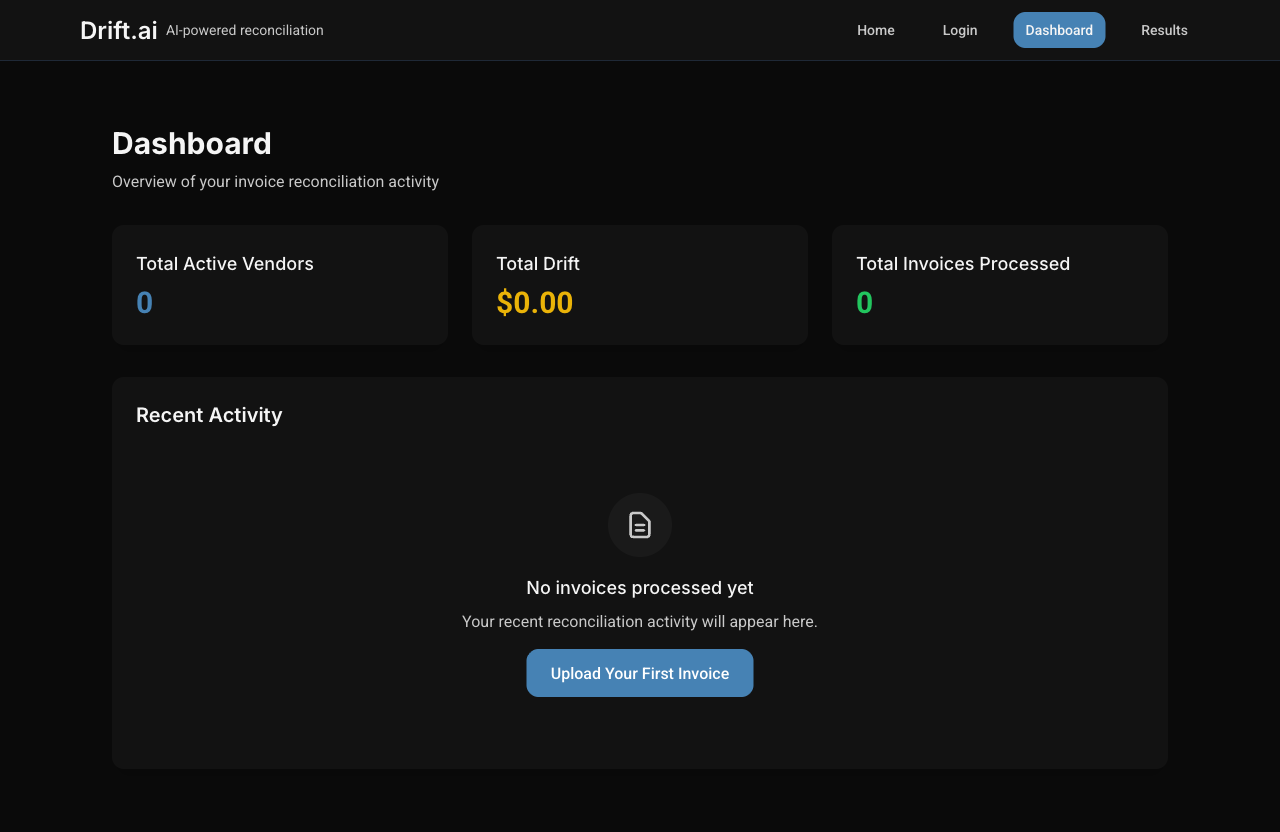 Drift.ai AI-powered reconciliation Home Login Dashboard Results
Dashboard
Overview of your invoice reconciliation activity
Total Active Vendors
0
Total Drift
$0.00
Total Invoices Processed
0
Recent Activity
No invoices processed yet
Your recent reconciliation activity will appear here.
Upload Your First Invoice